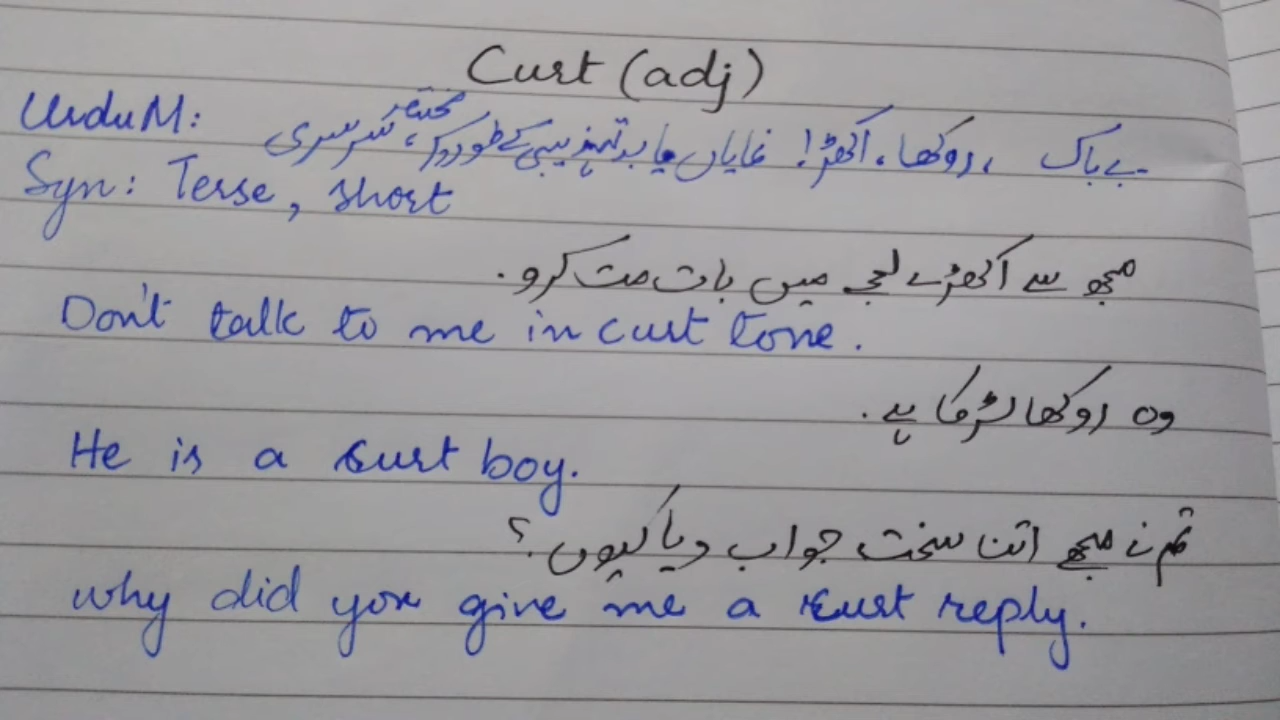 Curt (adj)
Urdu M: بے باک ، روکھا، اکھڑ! نمایاں یا بدتہذیبی کے طور پر، مختصر، سرسری
Syn: Terse, short
مجھ سے اکھڑے لہجے میں بات مت کرو.
Don't talk to me in curt tone.
وہ روکھا لڑکا ہے.
He is a curt boy.
تم نے مجھے اتنا سخت جواب دیا کیوں؟
why did you give me a curt reply.